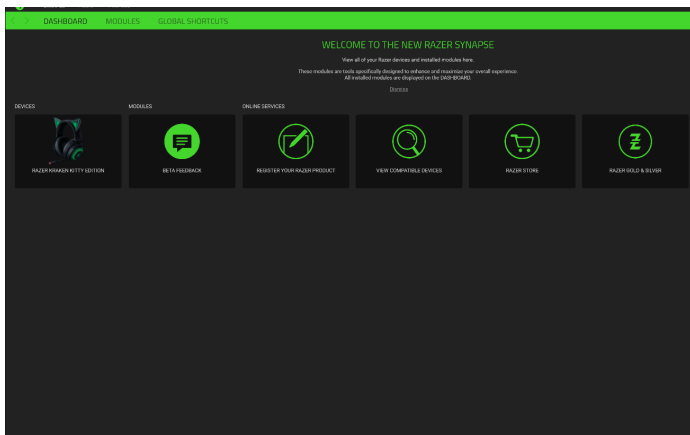 DASHBOARD MODULES GLOBAL SHORTCUTS
WELCOME TO THE NEW RAZER SYNAPSE
View all of your Razer devices and installed modules here.
These modules are tools specifically designed to enhance and maximize your overall experience.
All installed modules are displayed on the DASHBOARD.
Dismiss
DEVICES MODULES ONLINE SERVICES
RAZER KRAKEN KITTY EDITION BETA FEEDBACK REGISTER YOUR RAZER PRODUCT VIEW COMPATIBLE DEVICES RAZER STORE RAZER GOLD & SILVER